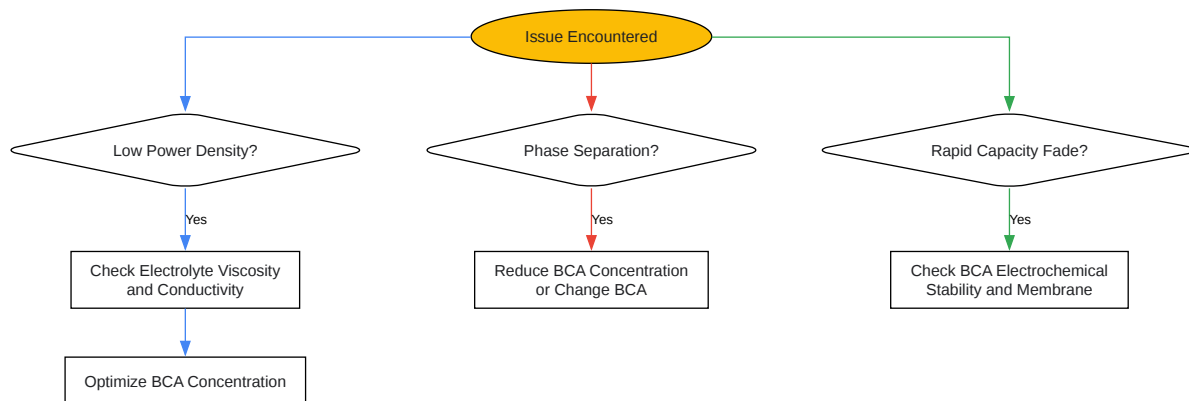 Issue Encountered
Low Power Density?
Phase Separation?
Rapid Capacity Fade?
Yes
Yes
Yes
Check Electrolyte Viscosity
and Conductivity
Reduce BCA Concentration
or Change BCA
Check BCA Electrochemical
Stability and Membrane
Optimize BCA Concentration